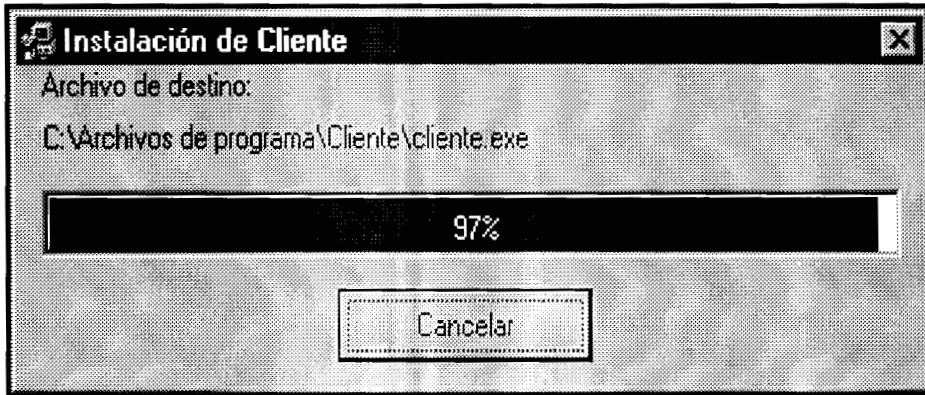 Instalación de Cliente
Archivo de destino:
C:\Archivos de programa\Cliente\cliente.exe
97%
Cancelar